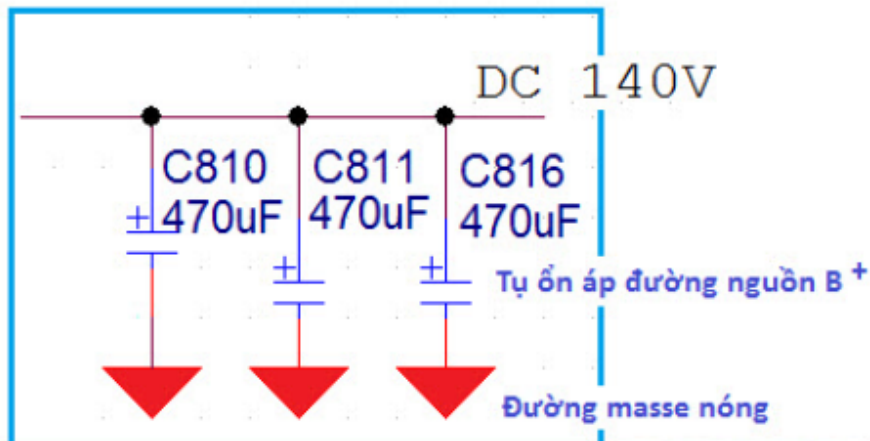 DC 140V
C810 C811 C816
470uF 470uF 470uF
+ + +
Tụ ổn áp đường nguồn B +
Đường masse nóng